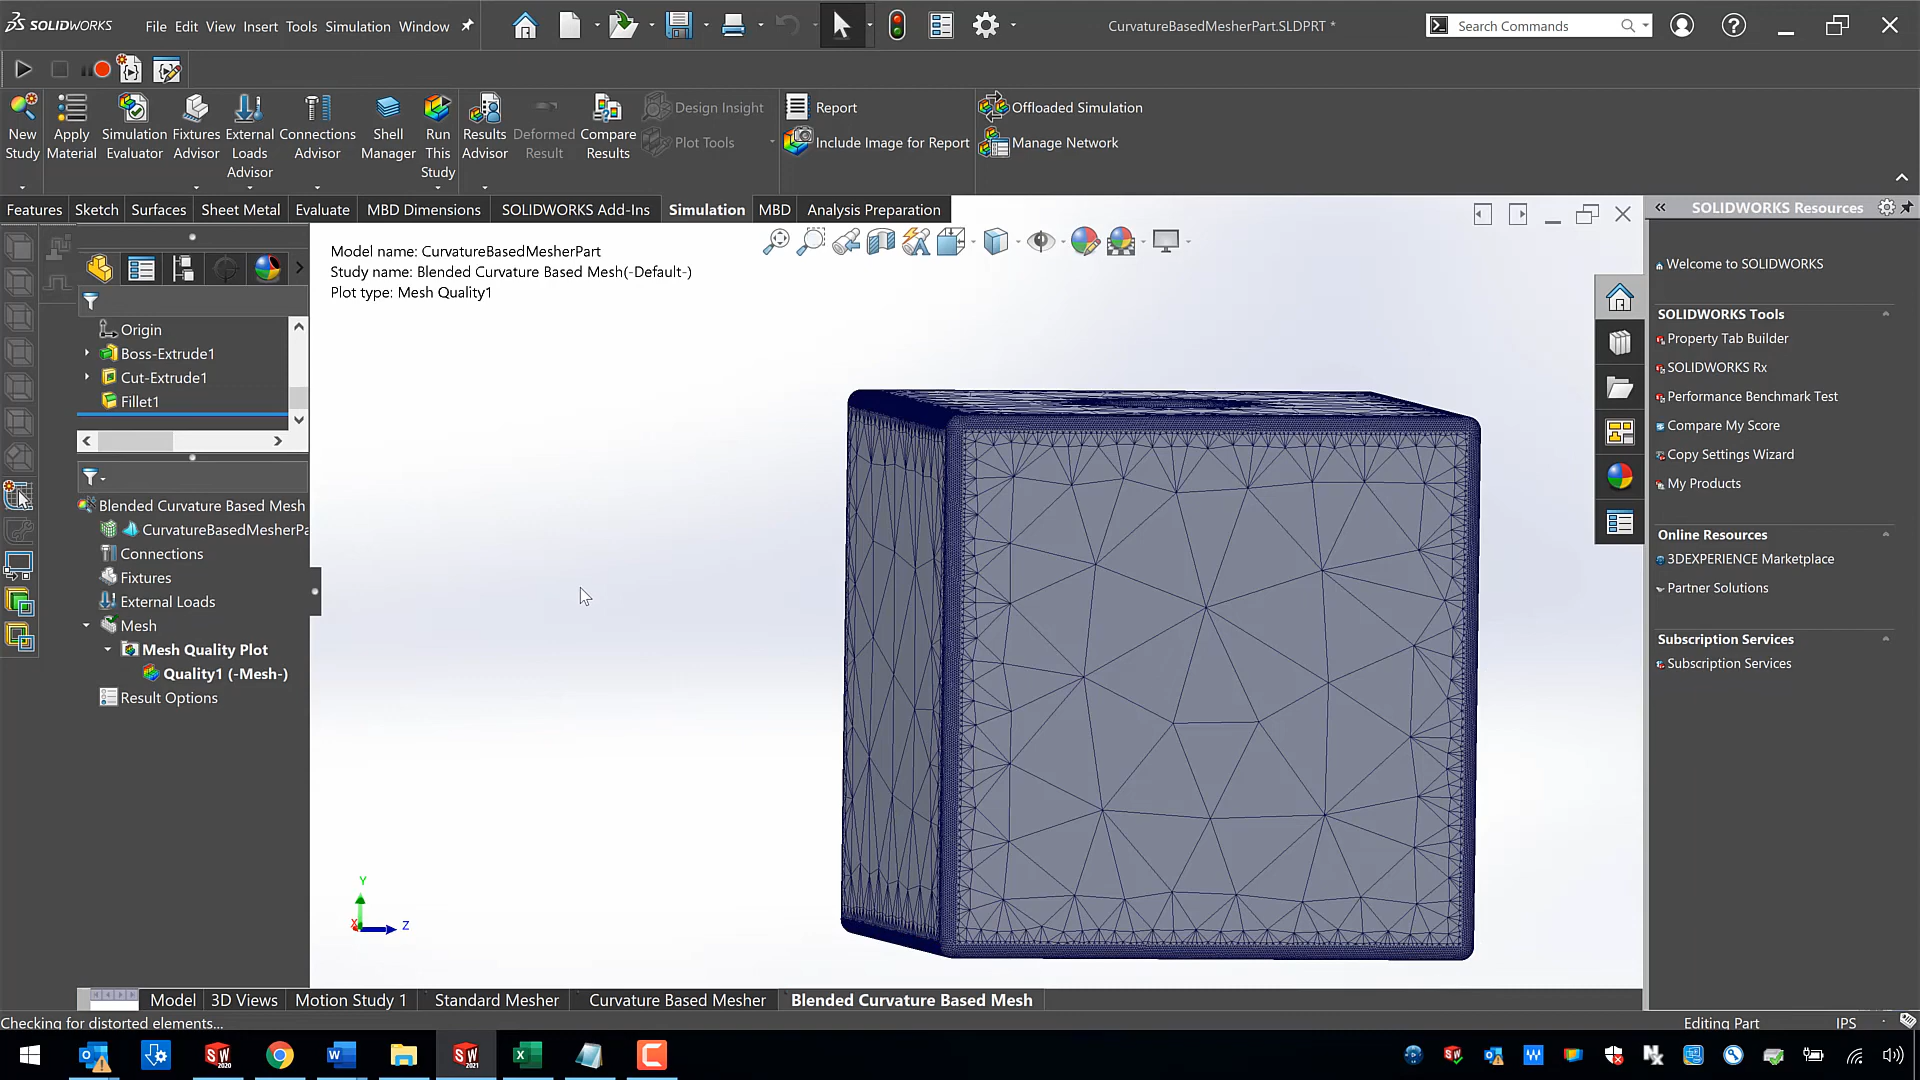 SOLIDWORKS File Edit View Insert Tools Simulation Window
CurvatureBasedMesherPart.SLDPRT *
Search Commands
New Study
Apply Material
Simulation Evaluator
Fixtures Advisor
External Loads Advisor
Connections Advisor
Shell Manager
Run This Study
Results Advisor
Deformed Result
Compare Results
Design Insight
Plot Tools
Report
Include Image for Report
Offloaded Simulation
Manage Network
Features Sketch Surfaces Sheet Metal Evaluate MBD Dimensions SOLIDWORKS Add-Ins Simulation MBD Analysis Preparation
Model name: CurvatureBasedMesherPart
Study name: Blended Curvature Based Mesh(-Default-)
Plot type: Mesh Quality1
Origin
Boss-Extrude1
Cut-Extrude1
Fillet1
Blended Curvature Based Mesh
CurvatureBasedMesherPa
Connections
Fixtures
External Loads
Mesh
Mesh Quality Plot
Quality1 (-Mesh-)
Result Options
Y
X
Z
SOLIDWORKS Resources
Welcome to SOLIDWORKS
SOLIDWORKS Tools
Property Tab Builder
SOLIDWORKS Rx
Performance Benchmark Test
Compare My Score
Copy Settings Wizard
My Products
Online Resources
3DEXPERIENCE Marketplace
Partner Solutions
Subscription Services
Subscription Services
Model 3D Views Motion Study 1 Standard Mesher Curvature Based Mesher Blended Curvature Based Mesh
Checking for distorted elements...
Editing Part
IPS
SW 2020
SW 2021